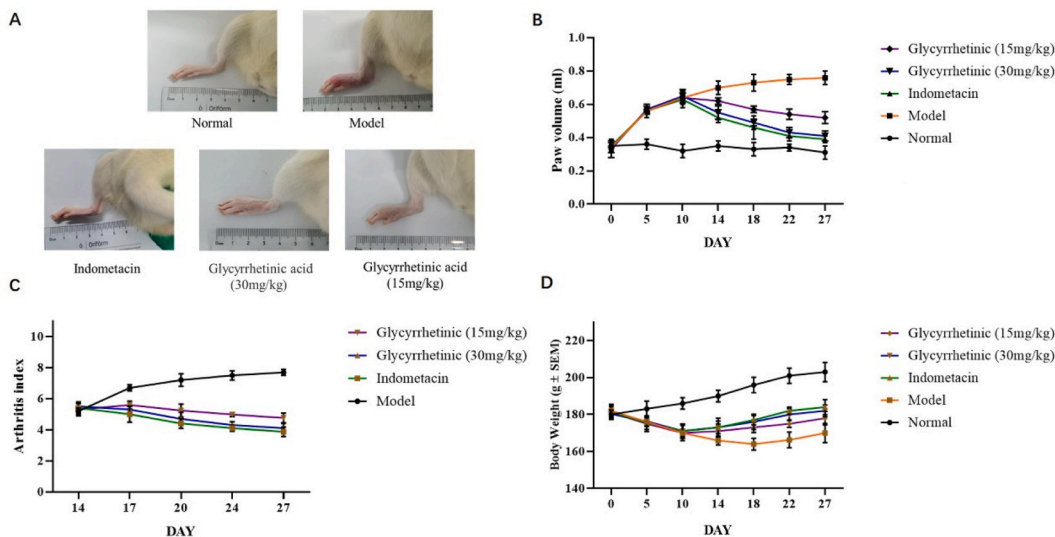 A
Normal
Model
Indometacin
Glycyrrhetinic acid
(30mg/kg)
Glycyrrhetinic acid
(15mg/kg)
B
Paw volume (ml)
1.0
0.8
0.6
0.4
0.2
0.0
0 5 10 14 18 22 27
DAY
Glycyrrhetinic (15mg/kg)
Glycyrrhetinic (30mg/kg)
Indometacin
Model
Normal
C
Arthritis index
10
8
6
4
2
0
14 17 20 24 27
DAY
Glycyrrhetinic (15mg/kg)
Glycyrrhetinic (30mg/kg)
Indometacin
Model
D
Body Weight (g ± SEM)
220
200
180
160
140
0 5 10 14 18 22 27
DAY
Glycyrrhetinic (15mg/kg)
Glycyrrhetinic (30mg/kg)
Indometacin
Model
Normal